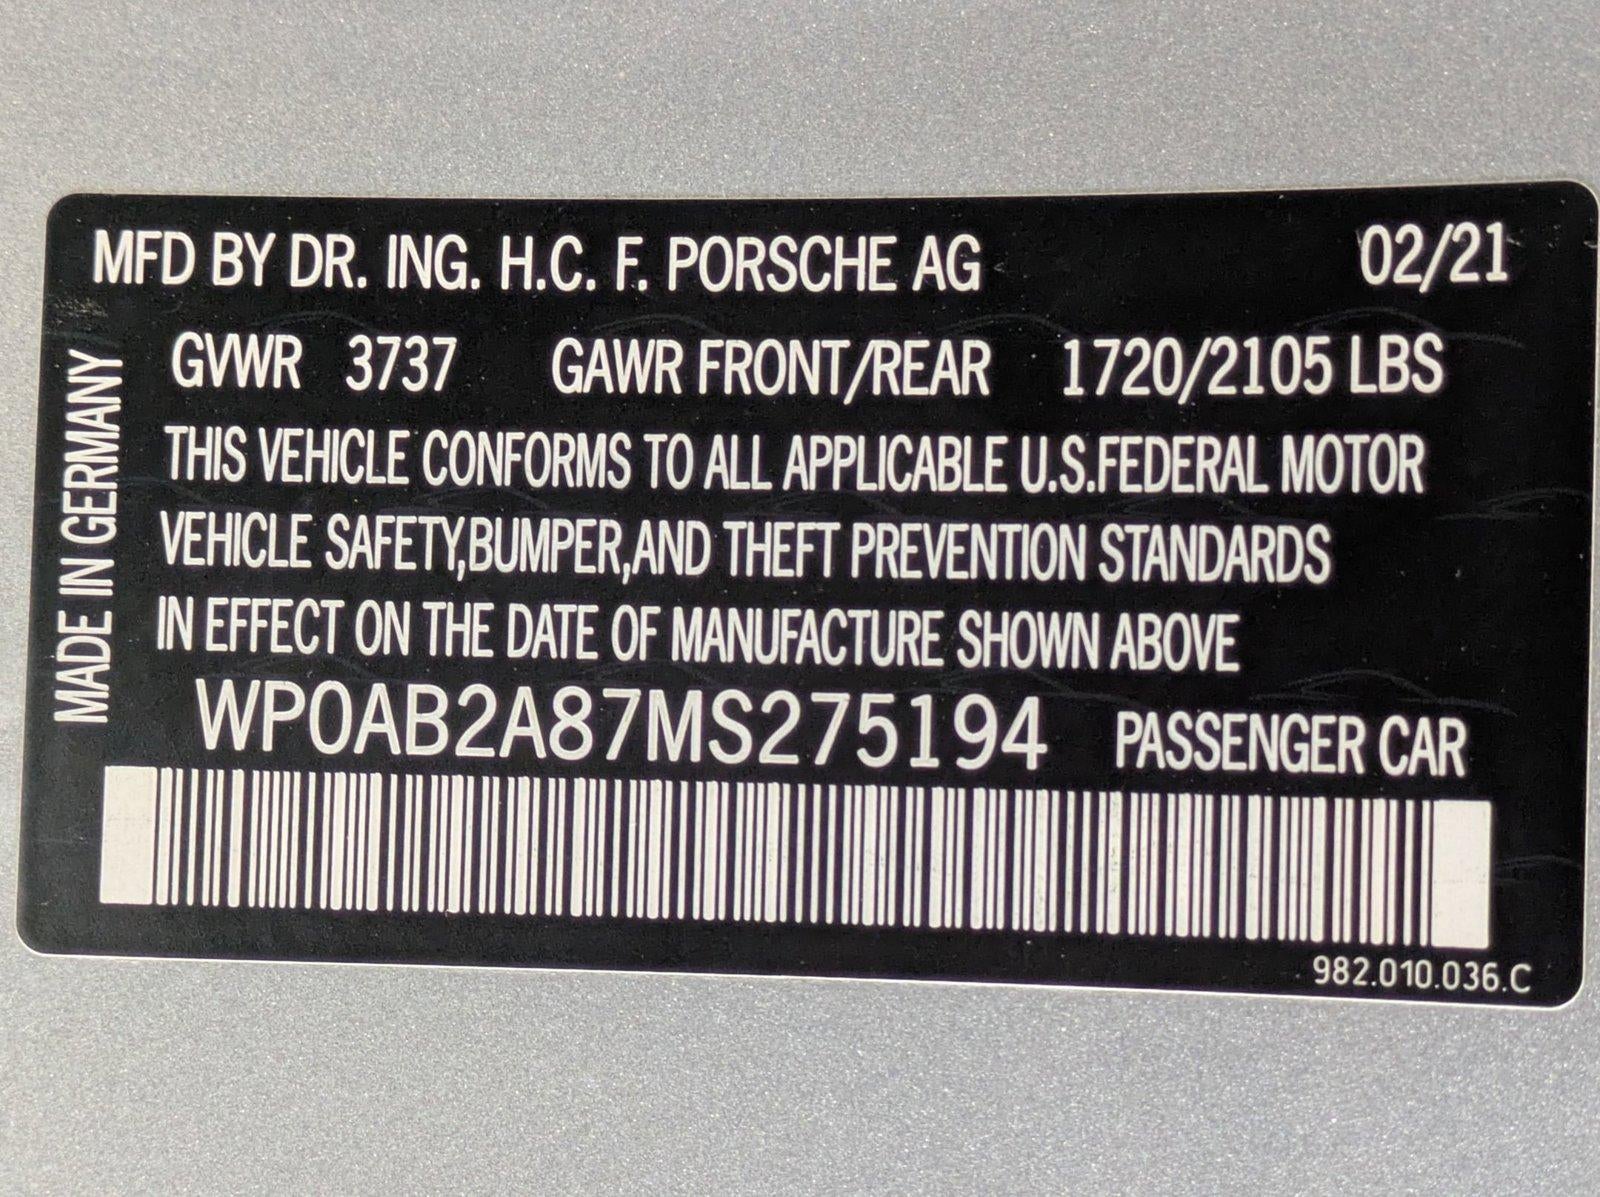 MFD BY DR. ING. H.C. F. PORSCHE AG 02/21
GVWR 3737 GAWR FRONT/REAR 1720/2105 LBS
THIS VEHICLE CONFORMS TO ALL APPLICABLE U.S.FEDERAL MOTOR
VEHICLE SAFETY,BUMPER,AND THEFT PREVENTION STANDARDS
IN EFFECT ON THE DATE OF MANUFACTURE SHOWN ABOVE
WP0AB2A87MS275194 PASSENGER CAR
982.010.036.C
MADE IN GERMANY